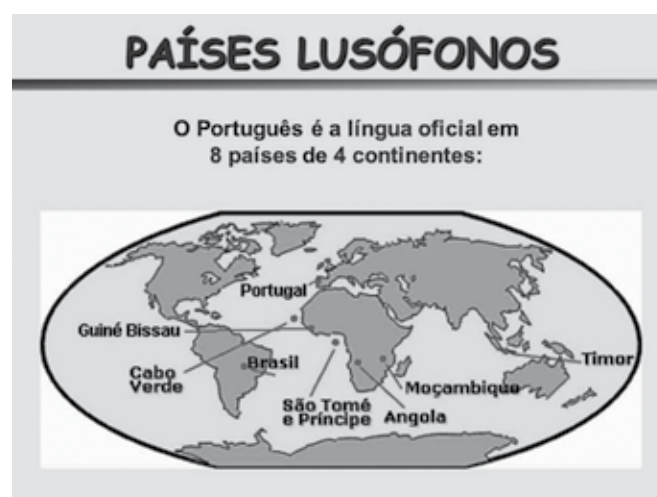 PAÍSES LUSÓFONOS
O Português é a língua oficial em
8 países de 4 continentes:
Portugal
Guiné Bissau
Cabo
Verde
Brasil
São Tomé
e Príncipe
Angola
Moçambique
Timor